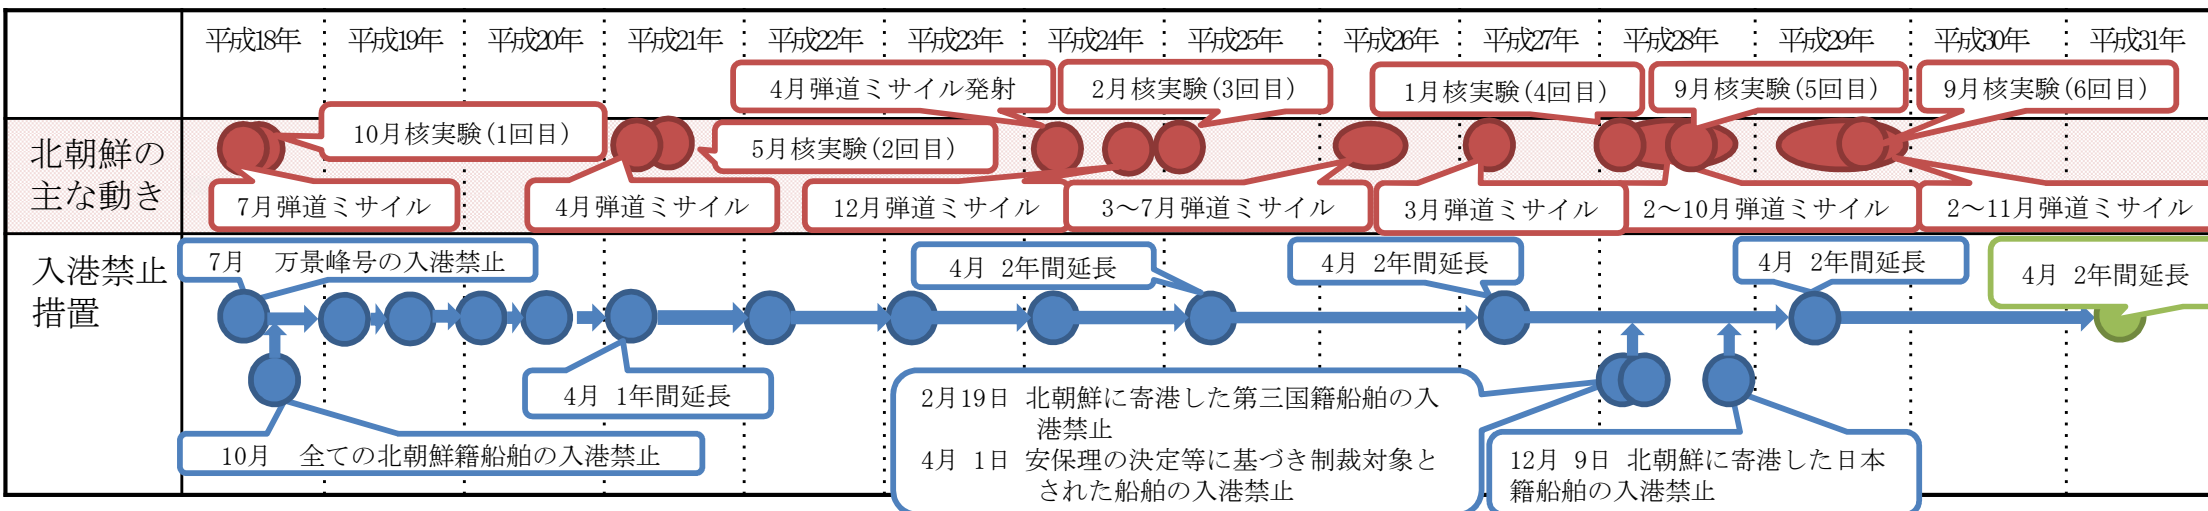 平成18年 平成19年 平成20年 平成21年 平成22年 平成23年 平成24年 平成25年 平成26年 平成27年 平成28年 平成29年 平成30年 平成31年
4月弾道ミサイル発射
2月核実験(3回目)
1月核実験(4回目)
9月核実験(5回目)
9月核実験(6回目)
北朝鮮の
主な動き
10月核実験(1回目)
5月核実験(2回目)
7月弾道ミサイル
4月弾道ミサイル
12月弾道ミサイル
3～7月弾道ミサイル
3月弾道ミサイル
2～10月弾道ミサイル
2～11月弾道ミサイル
入港禁止
措置
7月 万景峰号の入港禁止
4月 2年間延長
4月 2年間延長
4月 2年間延長
4月 2年間延長
4月 1年間延長
10月 全ての北朝鮮籍船舶の入港禁止
2月19日 北朝鮮に寄港した第三国籍船舶の入
港禁止
4月 1日 安保理の決定等に基づき制裁対象と
された船舶の入港禁止
12月 9日 北朝鮮に寄港した日本
籍船舶の入港禁止